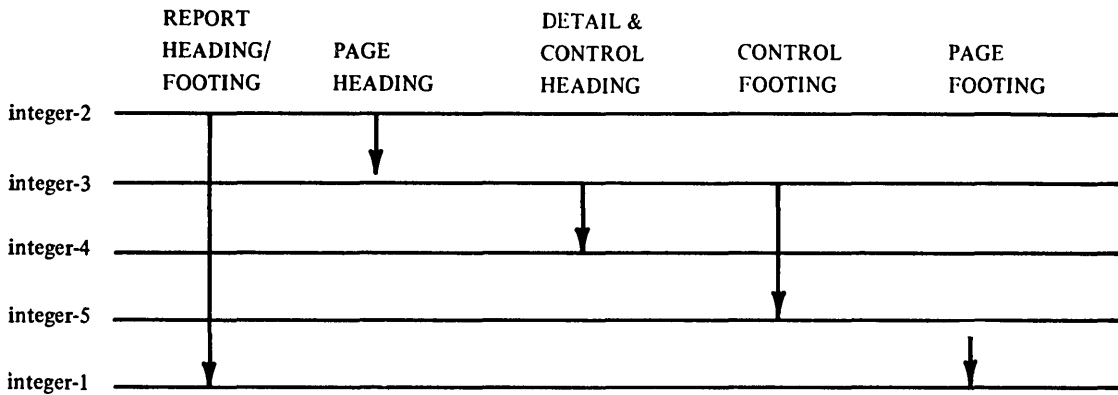 REPORT
HEADING/
FOOTING
PAGE
HEADING
DETAIL &
CONTROL
HEADING
CONTROL
FOOTING
PAGE
FOOTING
integer-2
integer-3
integer-4
integer-5
integer-1